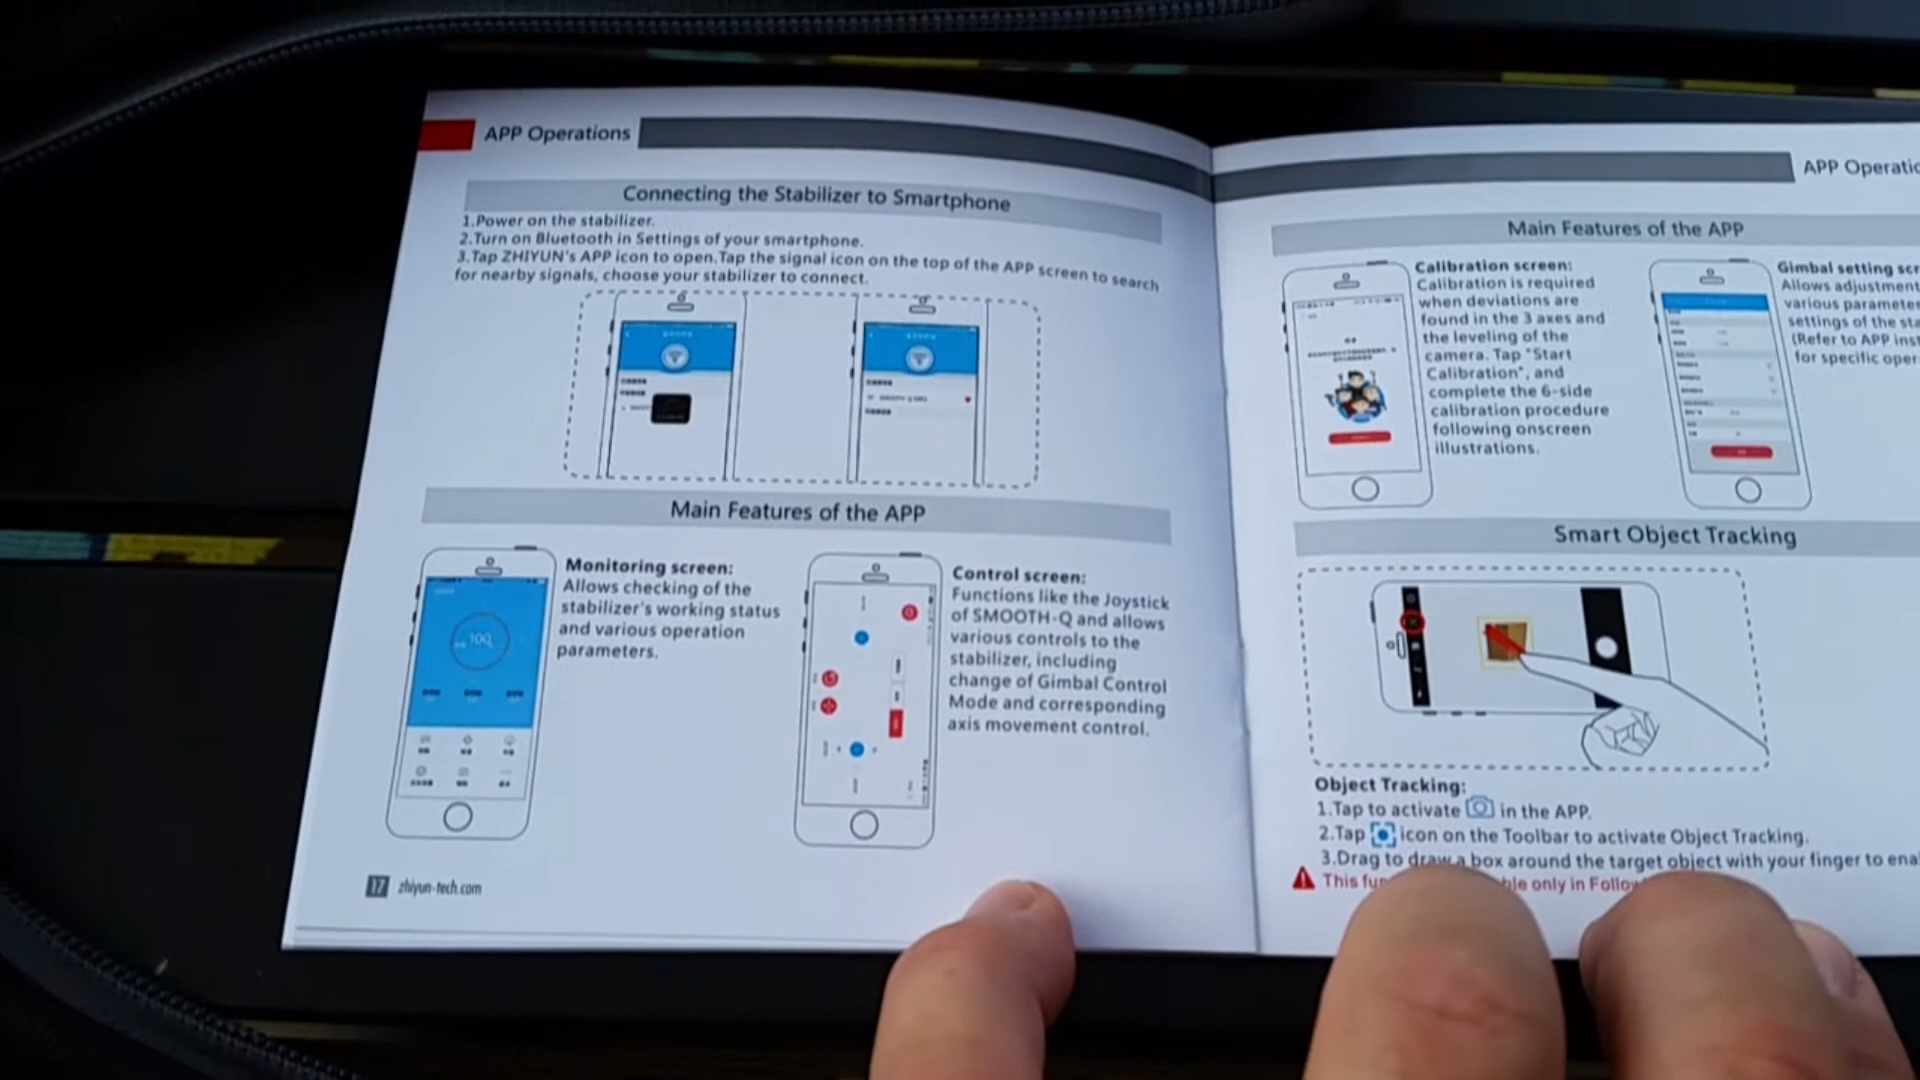 APP Operations
Connecting the Stabilizer to Smartphone
1.Power on the stabilizer.
2.Turn on Bluetooth in Settings of your smartphone.
3.Tap ZHIYUN's APP icon to open.Tap the signal icon on the top of the APP screen to search
for nearby signals, choose your stabilizer to connect.
Main Features of the APP
Monitoring screen:
Allows checking of the
stabilizer's working status
and various operation
parameters.
100
Control screen:
Functions like the Joystick
of SMOOTH-Q and allows
various controls to the
stabilizer, including
change of Gimbal Control
Mode and corresponding
axis movement control.
17 zhiyun-tech.com
APP
Main Features of the APP
Calibration screen:
Calibration is required
when deviations are
found in the 3 axes and
the leveling of the
camera. Tap "Start
Calibration", and
complete the 6-side
calibration procedure
following onscreen
illustrations.
Gimbal setting
Allows adjustment
various
settings of the
(Refer to APP
for specific
Smart Object Tracking
Object Tracking:
1.Tap to activate in the APP.
2.Tap icon on the Toolbar to activate Object Tracking.
3.Drag to draw a box around the target object with your finger to
This only in